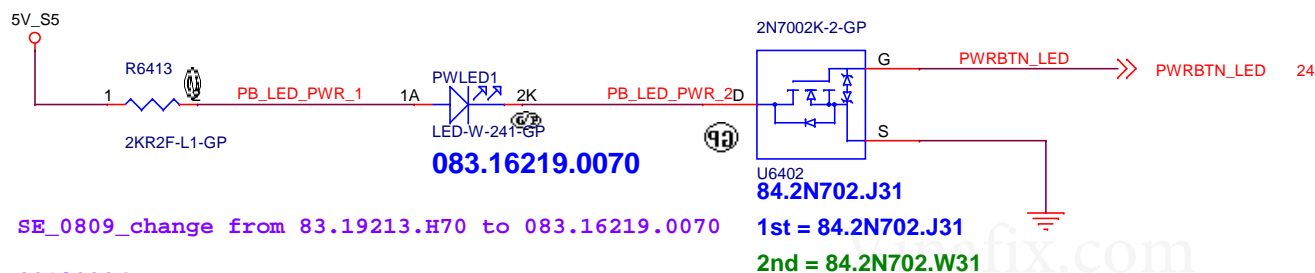 5V_S5
2N7002K-2-GP
R6413
1
2
PB_LED_PWR_1
PWLED1
1A
2K
PB_LED_PWR_2
D
G
PWRBTN_LED
PWRBTN_LED 24
2KR2F-L1-GP
LED-W-241-GP
083.16219.0070
S
U6402
84.2N702.J31
SE_0809_change from 83.19213.H70 to 083.16219.0070
1st = 84.2N702.J31
2nd = 84.2N702.W31
Vinafix.com